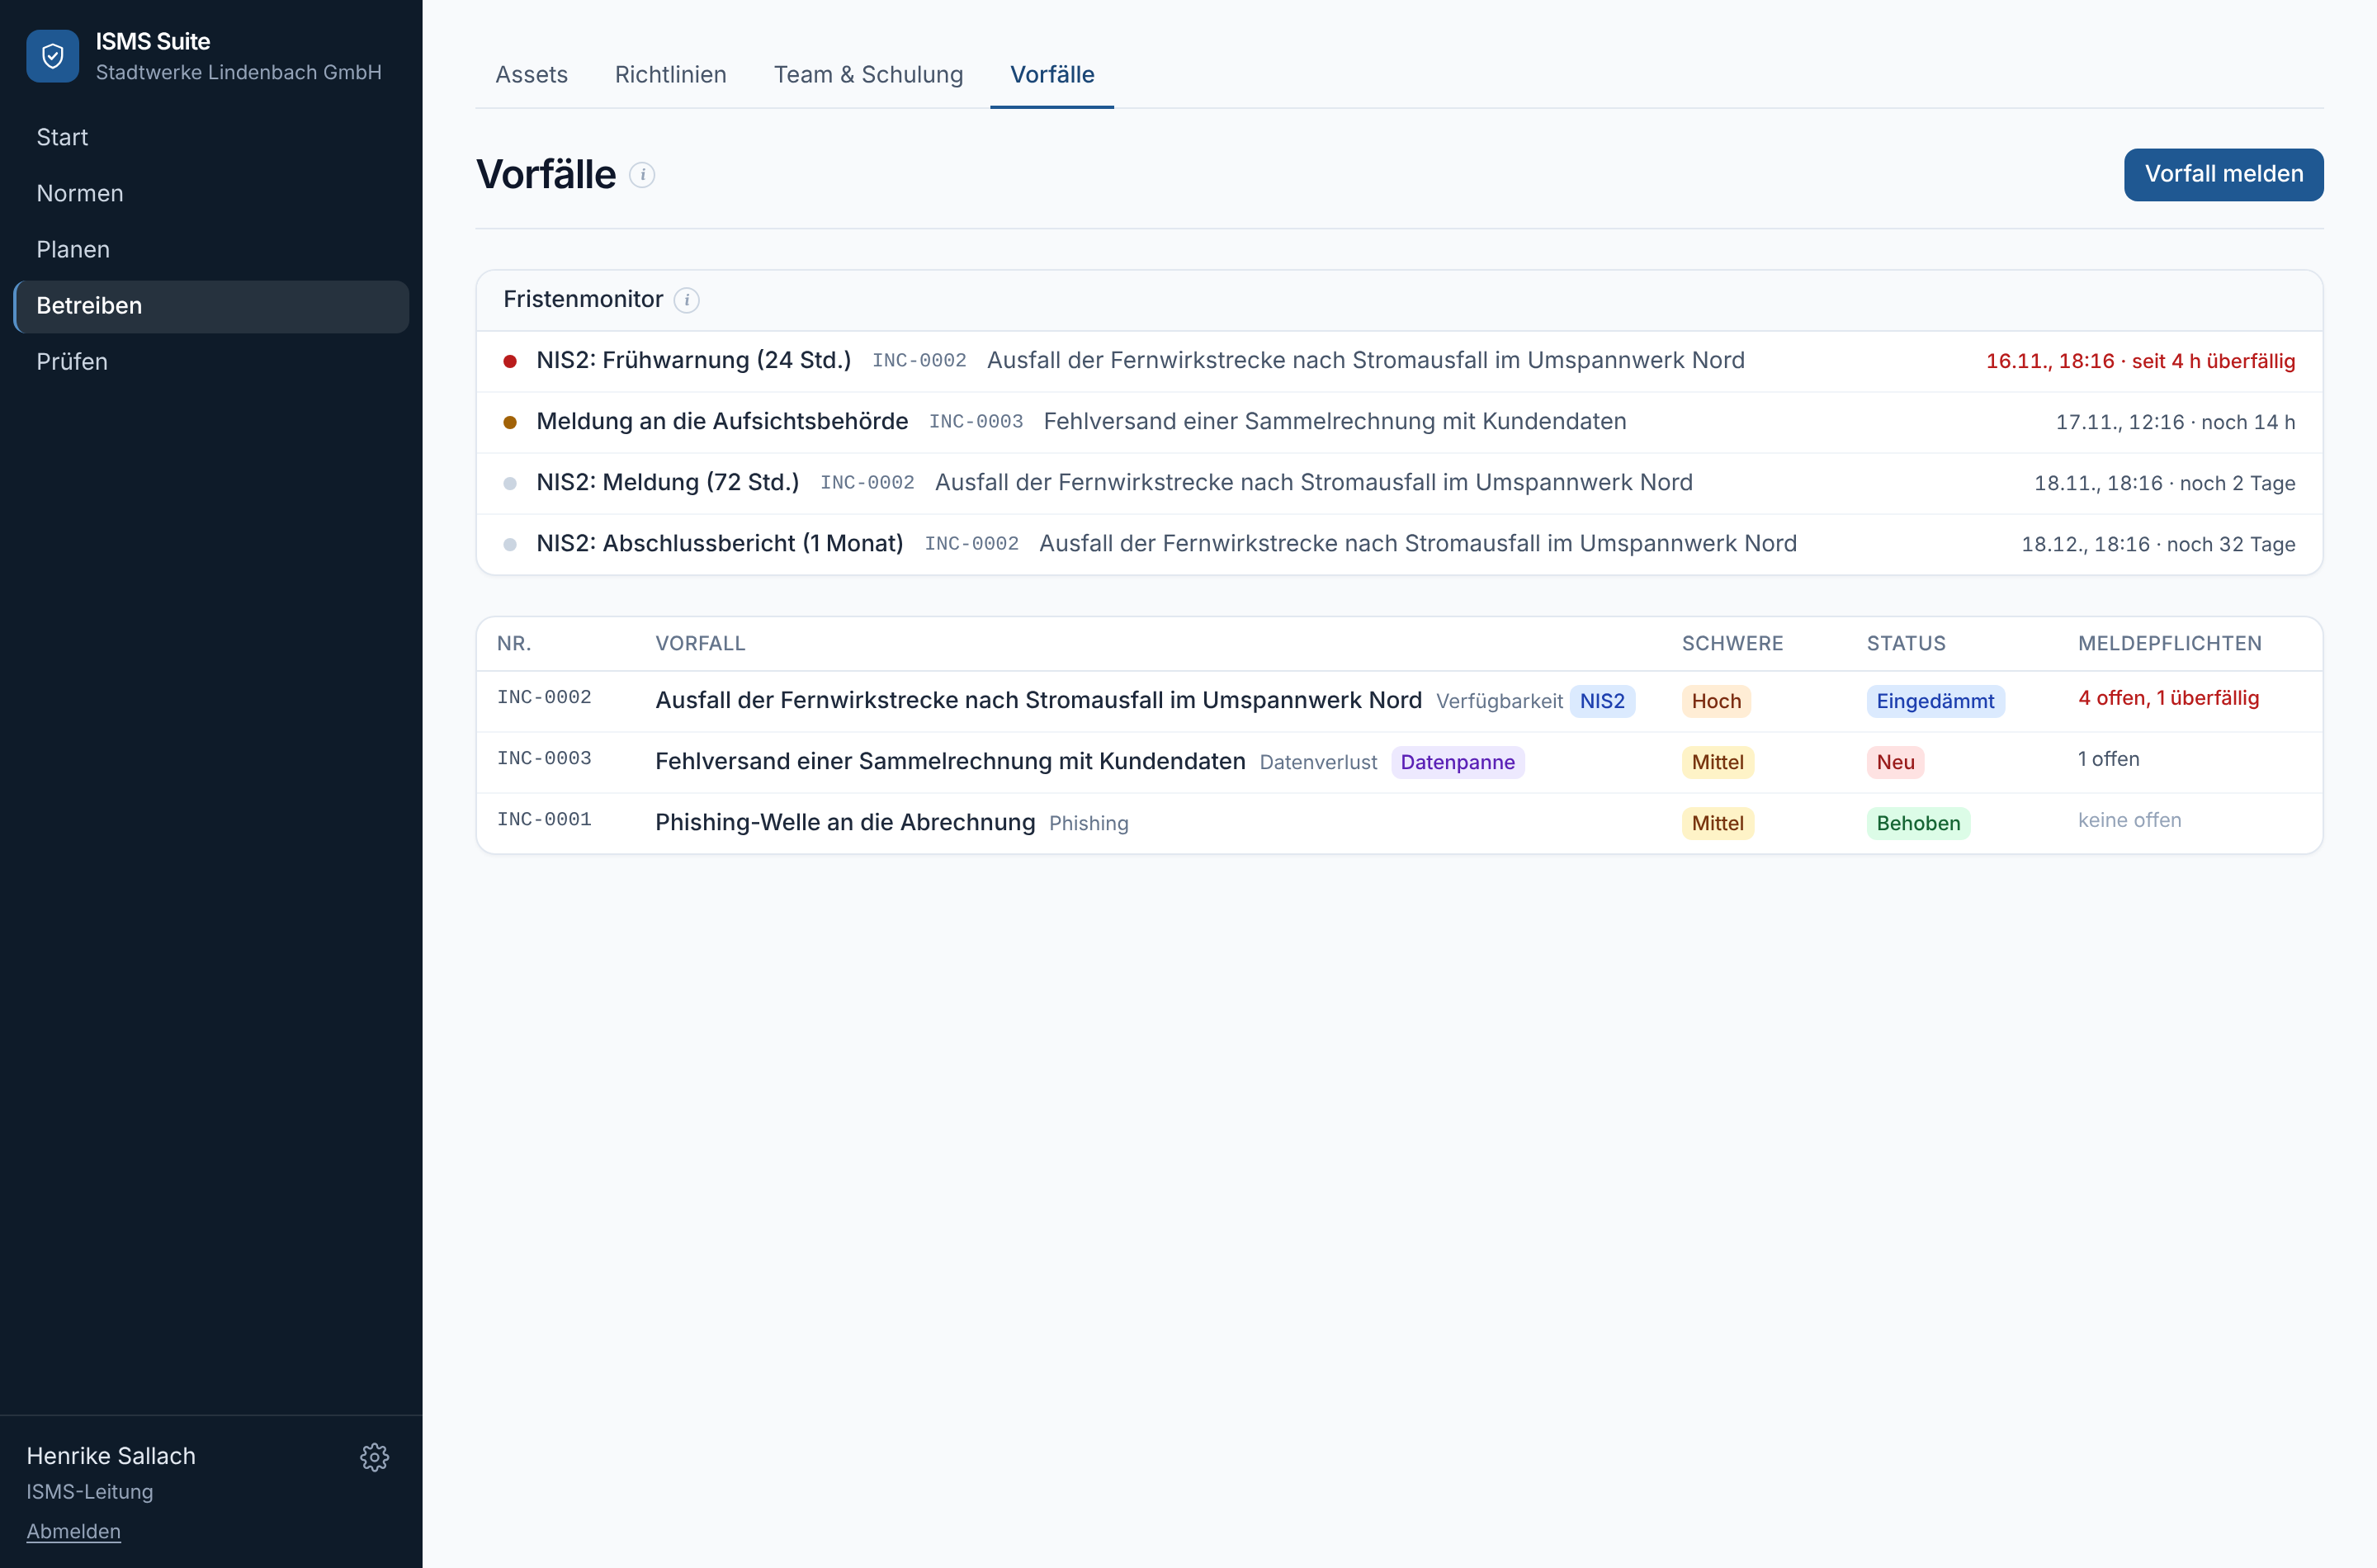 ISMS Suite
Stadtwerke Lindenbach GmbH
Start
Normen
Planen
Betreiben
Prüfen
Henrike Sallach
ISMS-Leitung
Abmelden
Assets Richtlinien Team & Schulung Vorfälle
Vorfälle i Vorfall melden
Fristenmonitor i
NIS2: Frühwarnung (24 Std.) INC-0002 Ausfall der Fernwirkstrecke nach Stromausfall im Umspannwerk Nord 16.11., 18:16 · seit 4 h überfällig
Meldung an die Aufsichtsbehörde INC-0003 Fehlversand einer Sammelrechnung mit Kundendaten 17.11., 12:16 · noch 14 h
NIS2: Meldung (72 Std.) INC-0002 Ausfall der Fernwirkstrecke nach Stromausfall im Umspannwerk Nord 18.11., 18:16 · noch 2 Tage
NIS2: Abschlussbericht (1 Monat) INC-0002 Ausfall der Fernwirkstrecke nach Stromausfall im Umspannwerk Nord 18.12., 18:16 · noch 32 Tage
NR. VORFALL SCHWERE STATUS MELDEPFLICHTEN
INC-0002 Ausfall der Fernwirkstrecke nach Stromausfall im Umspannwerk Nord Verfügbarkeit NIS2 Hoch Eingedämmt 4 offen, 1 überfällig
INC-0003 Fehlversand einer Sammelrechnung mit Kundendaten Datenverlust Datenpanne Mittel Neu 1 offen
INC-0001 Phishing-Welle an die Abrechnung Phishing Mittel Behoben keine offen